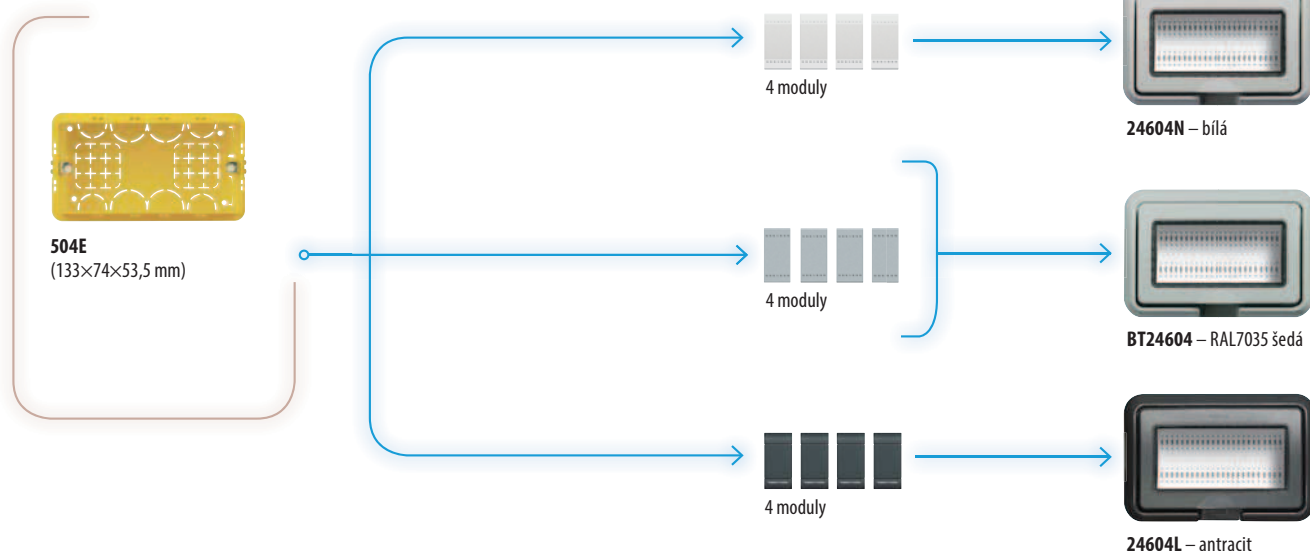 4 moduly
24604N – bílá
504E
(133×74×53,5 mm)
4 moduly
BT24604 – RAL7035 šedá
4 moduly
24604L – antracit